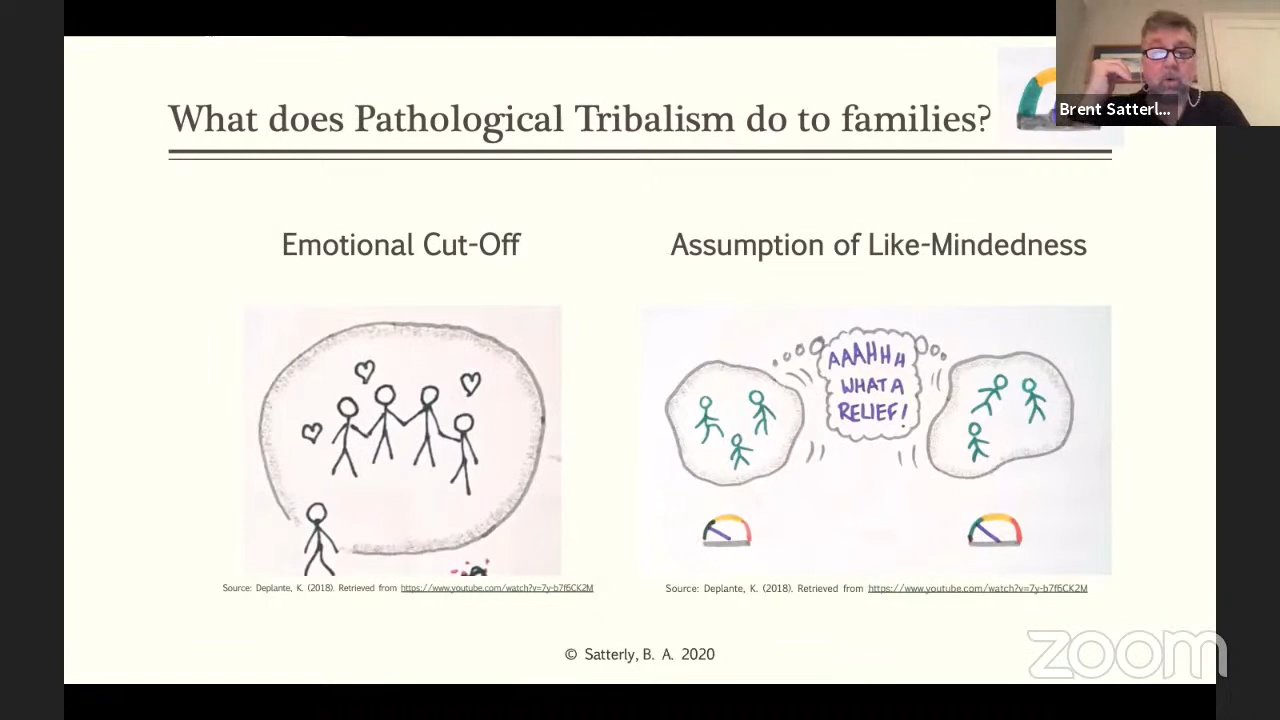 What does Pathological Tribalism do to families?
Brent Satterl...
Emotional Cut-Off
Assumption of Like-Mindedness
AAAHHH
WHAT A
RELIEF!
Source: Deplante, K. (2018). Retrieved from https://www.youtube.com/watch?v=7y-b7f5CK2M
Source: Deplante, K. (2018). Retrieved from https://www.youtube.com/watch?v=7y-b7f5CK2M
© Satterly, B. A. 2020
zoom